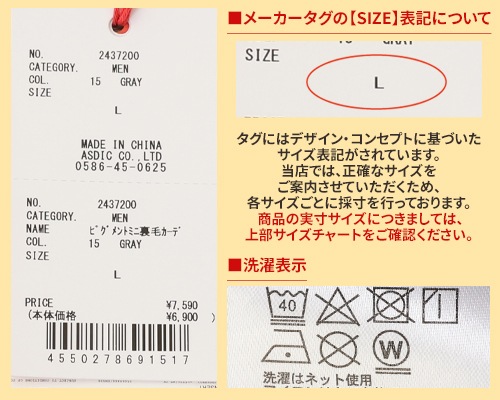 NO. 2437200
CATEGORY. MEN
COL. 15 GRAY
SIZE
L
MADE IN CHINA
ASDIC CO.,LTD
0586-45-0625
NO. 2437200
CATEGORY. MEN
NAME ピグメントミニ裏毛カーデ
COL. 15 GRAY
SIZE
L
PRICE ¥7,590
(本体価格 ¥6,900)
4550278691517
■メーカータグの【SIZE】表記について
15 GRAY
SIZE
L
タグにはデザイン・コンセプトに基づいた
サイズ表記がされています。
当店では、正確なサイズを
ご案内させていただくため、
各サイズごとに採寸を行っております。
商品の実寸サイズにつきましては、
上部サイズチャートをご確認ください。
■洗濯表示
40
W
洗濯はネット使用